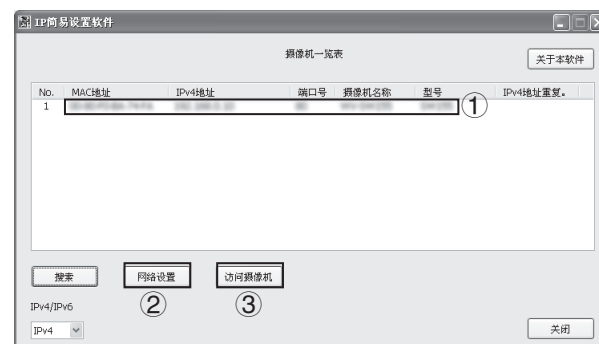 IP简易设置软件
摄像机一览表
关于本软件
No. MAC地址 IPv4地址 端口号 摄像机名称 型号 IPv4地址重复。
1 ①
搜索 网络设置 访问摄像机
② ③
IPv4/IPv6
IPv4 关闭